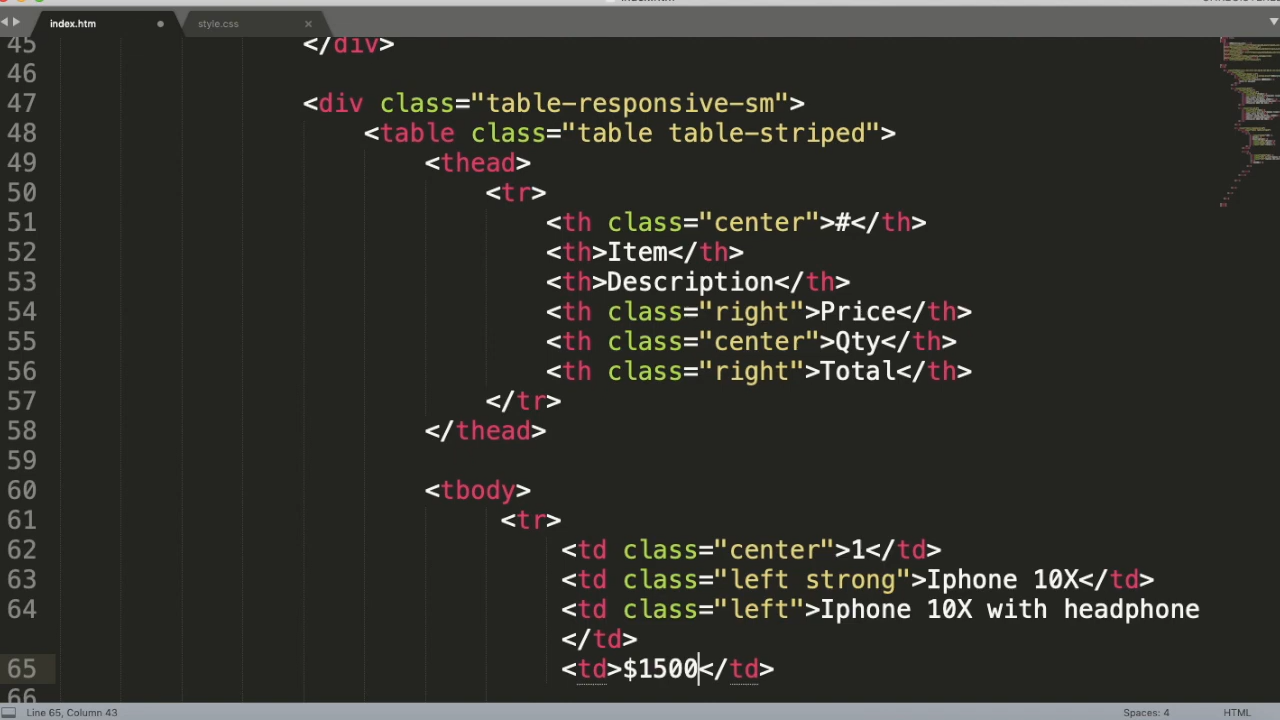 index.htm
style.css
45 </div>
46
47 <div class="table-responsive-sm">
48 <table class="table table-striped">
49 <thead>
50 <tr>
51 <th class="center">#</th>
52 <th>Item</th>
53 <th>Description</th>
54 <th class="right">Price</th>
55 <th class="center">Qty</th>
56 <th class="right">Total</th>
57 </tr>
58 </thead>
59
60 <tbody>
61 <tr>
62 <td class="center">1</td>
63 <td class="left strong">Iphone 10X</td>
64 <td class="left">Iphone 10X with headphone
</td>
65 <td>$1500</td>
66
Line 65, Column 43
Spaces: 4
HTML